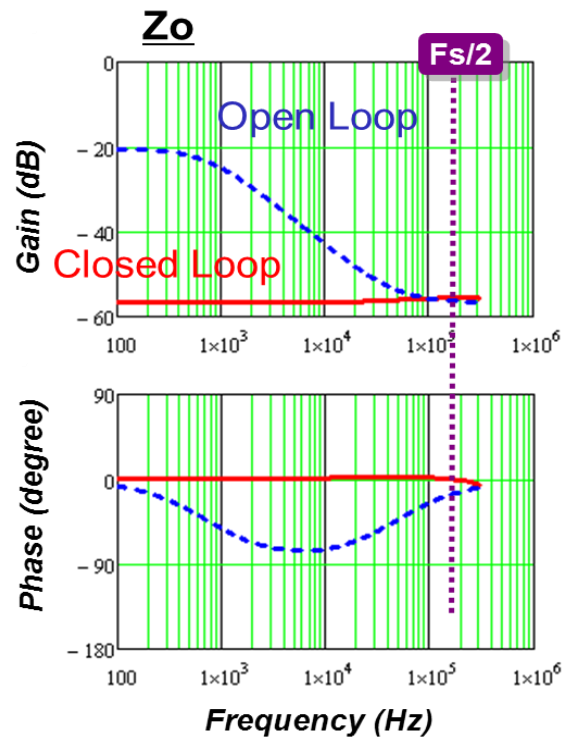 Zo
Fs/2
0
Open Loop
− 20
Gain (dB)
− 40
Closed Loop
− 60
100 1×10³ 1×10⁴ 1×10⁵ 1×10⁶
90
0
Phase (degree)
− 90
− 180
100 1×10³ 1×10⁴ 1×10⁵ 1×10⁶
Frequency (Hz)